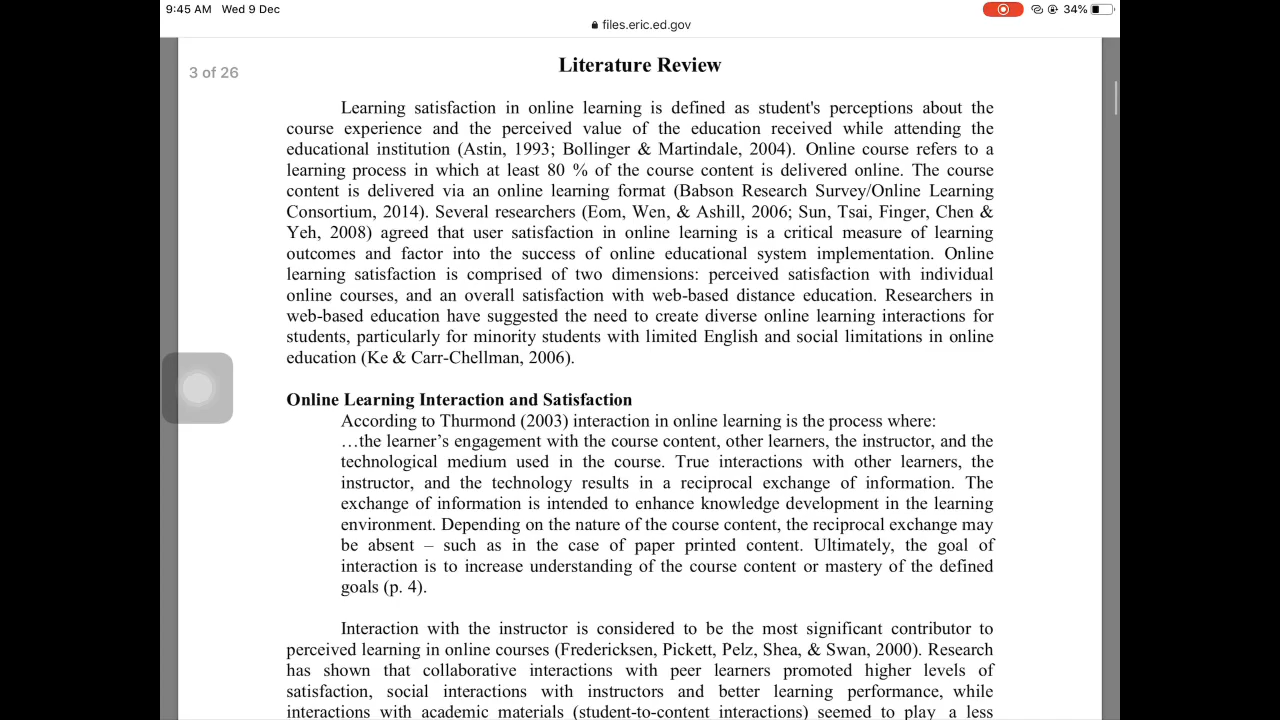 9:45 AM Wed 9 Dec
34%
files.eric.ed.gov
3 of 26
Literature Review
Learning satisfaction in online learning is defined as student's perceptions about the
course experience and the perceived value of the education received while attending the
educational institution (Astin, 1993; Bollinger & Martindale, 2004). Online course refers to a
learning process in which at least 80 % of the course content is delivered online. The course
content is delivered via an online learning format (Babson Research Survey/Online Learning
Consortium, 2014). Several researchers (Eom, Wen, & Ashill, 2006; Sun, Tsai, Finger, Chen &
Yeh, 2008) agreed that user satisfaction in online learning is a critical measure of learning
outcomes and factor into the success of online educational system implementation. Online
learning satisfaction is comprised of two dimensions: perceived satisfaction with individual
online courses, and an overall satisfaction with web-based distance education. Researchers in
web-based education have suggested the need to create diverse online learning interactions for
students, particularly for minority students with limited English and social limitations in online
education (Ke & Carr-Chellman, 2006).
Online Learning Interaction and Satisfaction
According to Thurmond (2003) interaction in online learning is the process where:
…the learner’s engagement with the course content, other learners, the instructor, and the
technological medium used in the course. True interactions with other learners, the
instructor, and the technology results in a reciprocal exchange of information. The
exchange of information is intended to enhance knowledge development in the learning
environment. Depending on the nature of the course content, the reciprocal exchange may
be absent – such as in the case of paper printed content. Ultimately, the goal of
interaction is to increase understanding of the course content or mastery of the defined
goals (p. 4).
Interaction with the instructor is considered to be the most significant contributor to
perceived learning in online courses (Fredericksen, Pickett, Pelz, Shea, & Swan, 2000). Research
has shown that collaborative interactions with peer learners promoted higher levels of
satisfaction, social interactions with instructors and better learning performance, while
interactions with academic materials (student-to-content interactions) seemed to play a less